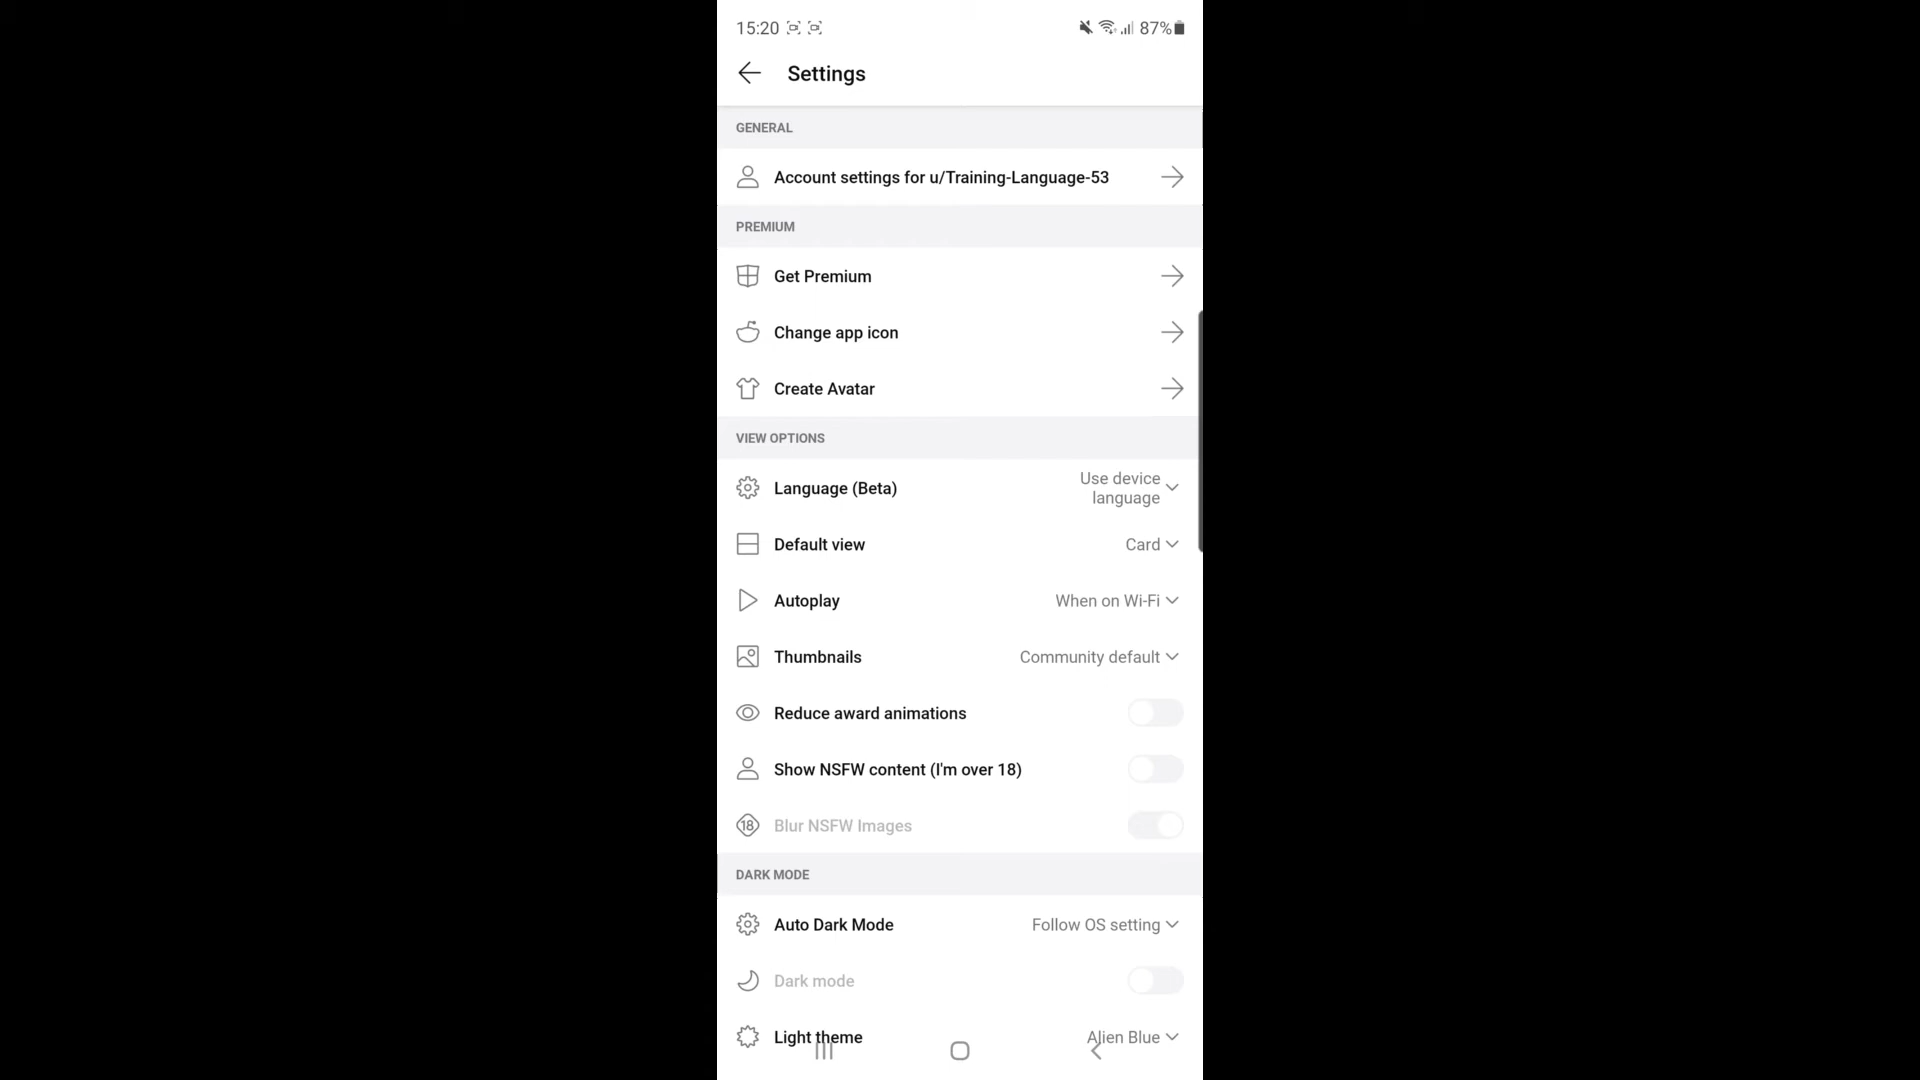 15:20 87%
Settings
GENERAL
Account settings for u/Training-Language-53
PREMIUM
Get Premium
Change app icon
Create Avatar
VIEW OPTIONS
Language (Beta) Use device
language
Default view Card
Autoplay When on Wi-Fi
Thumbnails Community default
Reduce award animations
Show NSFW content (I'm over 18)
18 Blur NSFW Images
DARK MODE
Auto Dark Mode Follow OS setting
Dark mode
Light theme Alien Blue